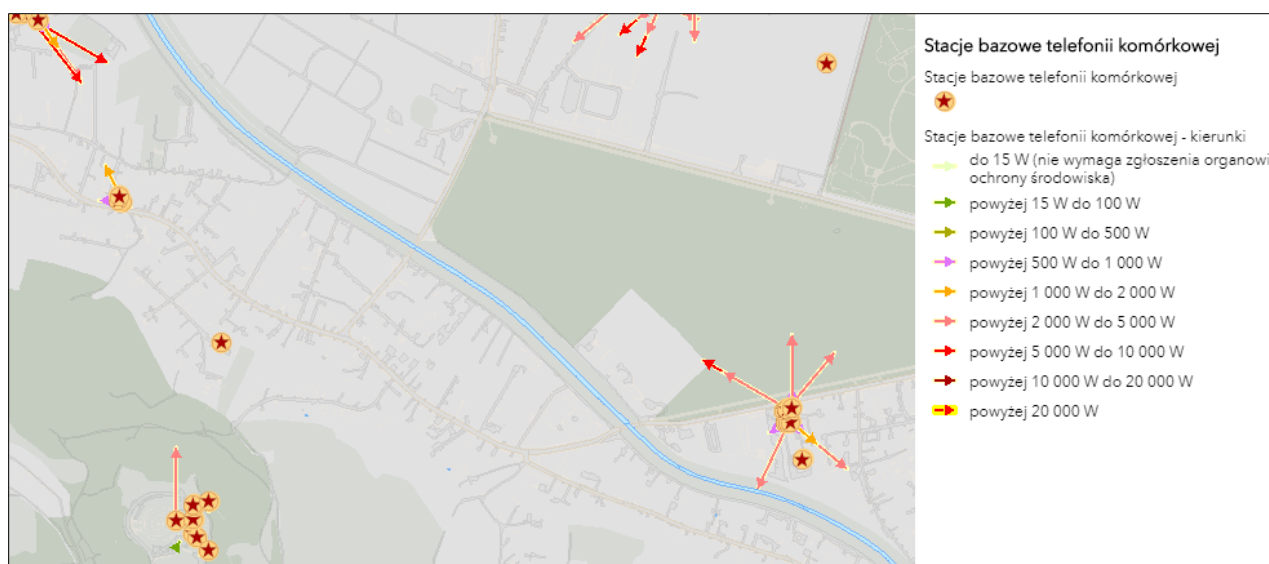 Stacje bazowe telefonii komórkowej
Stacje bazowe telefonii komórkowej
Stacje bazowe telefonii komórkowej - kierunki
do 15 W (nie wymaga zgłoszenia organowi
ochrony środowiska)
powyżej 15 W do 100 W
powyżej 100 W do 500 W
powyżej 500 W do 1 000 W
powyżej 1 000 W do 2 000 W
powyżej 2 000 W do 5 000 W
powyżej 5 000 W do 10 000 W
powyżej 10 000 W do 20 000 W
powyżej 20 000 W